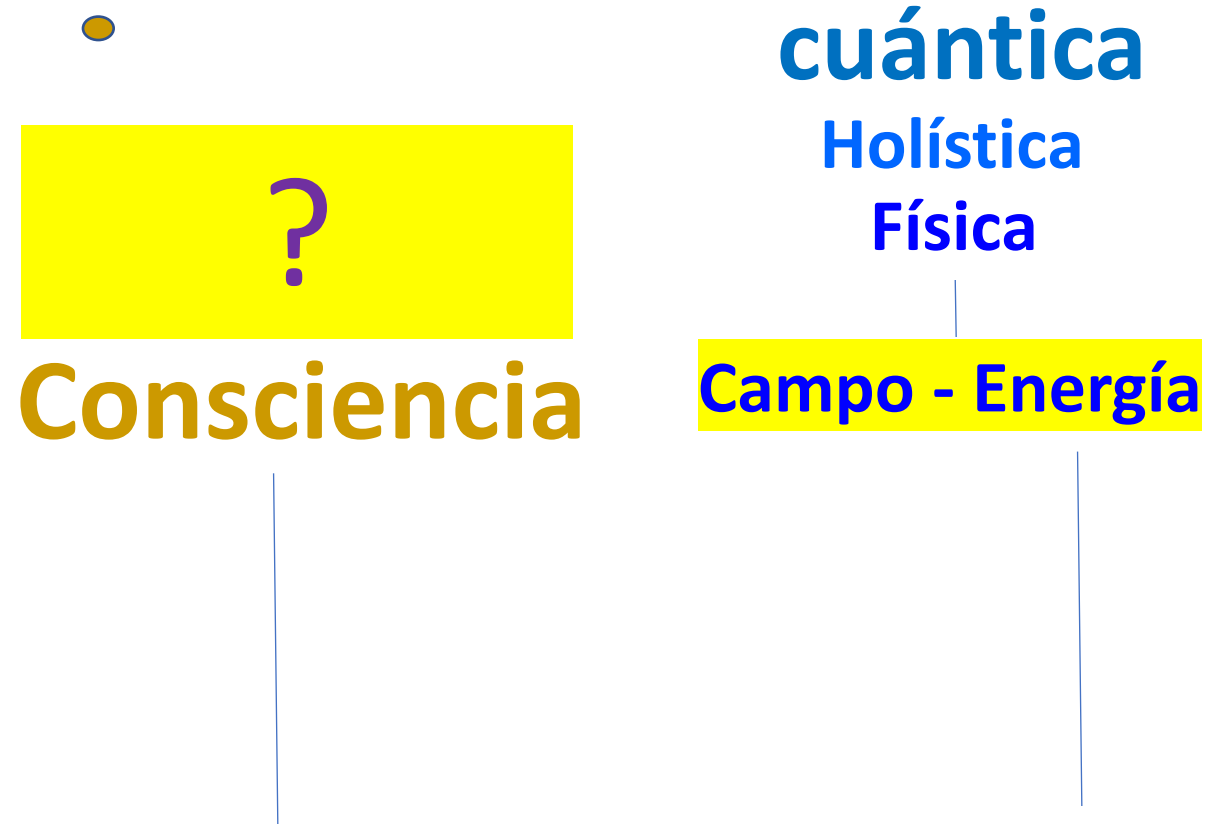 ?
Consciencia
cuántica
Holística
Física
Campo - Energía